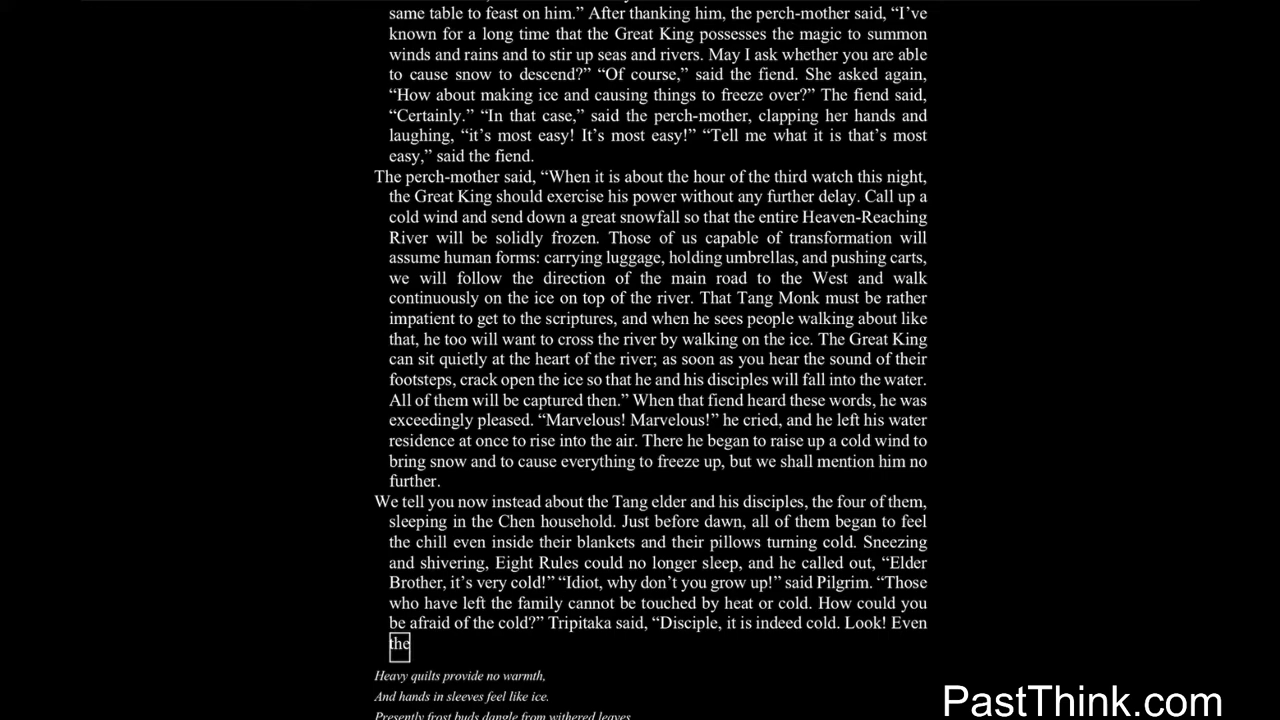 same table to feast on him.” After thanking him, the perch-mother said, “I’ve
known for a long time that the Great King possesses the magic to summon
winds and rains and to stir up seas and rivers. May I ask whether you are able
to cause snow to descend?” “Of course,” said the fiend. She asked again,
“How about making ice and causing things to freeze over?” The fiend said,
“Certainly.” “In that case,” said the perch-mother, clapping her hands and
laughing, “it’s most easy! It’s most easy!” “Tell me what it is that’s most
easy,” said the fiend.
The perch-mother said, “When it is about the hour of the third watch this night,
the Great King should exercise his power without any further delay. Call up a
cold wind and send down a great snowfall so that the entire Heaven-Reaching
River will be solidly frozen. Those of us capable of transformation will
assume human forms: carrying luggage, holding umbrellas, and pushing carts,
we will follow the direction of the main road to the West and walk
continuously on the ice on top of the river. That Tang Monk must be rather
impatient to get to the scriptures, and when he sees people walking about like
that, he too will want to cross the river by walking on the ice. The Great King
can sit quietly at the heart of the river; as soon as you hear the sound of their
footsteps, crack open the ice so that he and his disciples will fall into the water.
All of them will be captured then.” When that fiend heard these words, he was
exceedingly pleased. “Marvelous! Marvelous!” he cried, and he left his water
residence at once to rise into the air. There he began to raise up a cold wind to
bring snow and to cause everything to freeze up, but we shall mention him no
further.
We tell you now instead about the Tang elder and his disciples, the four of them,
sleeping in the Chen household. Just before dawn, all of them began to feel
the chill even inside their blankets and their pillows turning cold. Sneezing
and shivering, Eight Rules could no longer sleep, and he called out, “Elder
Brother, it’s very cold!” “Idiot, why don’t you grow up!” said Pilgrim. “Those
who have left the family cannot be touched by heat or cold. How could you
be afraid of the cold?” Tripitaka said, “Disciple, it is indeed cold. Look! Even
the
Heavy quilts provide no warmth,
And hands in sleeves feel like ice.
Presently frost buds dangle from withered leaves
PastThink.com